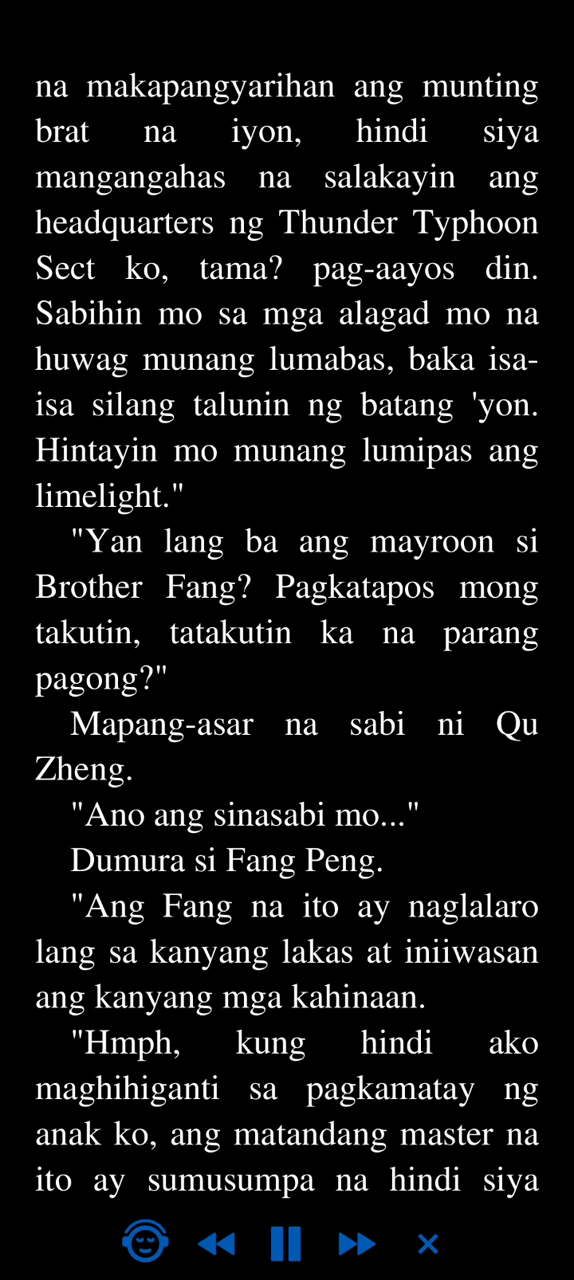 na makapangyarihan ang munting
brat na iyon, hindi siya
mangangahas na salakayin ang
headquarters ng Thunder Typhoon
Sect ko, tama? pag-aayos din.
Sabihin mo sa mga alagad mo na
huwag munang lumabas, baka isa-
isa silang talunin ng batang 'yon.
Hintayin mo munang lumipas ang
limelight."
"Yan lang ba ang mayroon si
Brother Fang? Pagkatapos mong
takutin, tatakutin ka na parang
pagong?"
Mapang-asar na sabi ni Qu
Zheng.
"Ano ang sinasabi mo..."
Dumura si Fang Peng.
"Ang Fang na ito ay naglalaro
lang sa kanyang lakas at iniiwasan
ang kanyang mga kahinaan.
"Hmph, kung hindi ako
maghihiganti sa pagkamatay ng
anak ko, ang matandang master na
ito ay sumusumpa na hindi siya